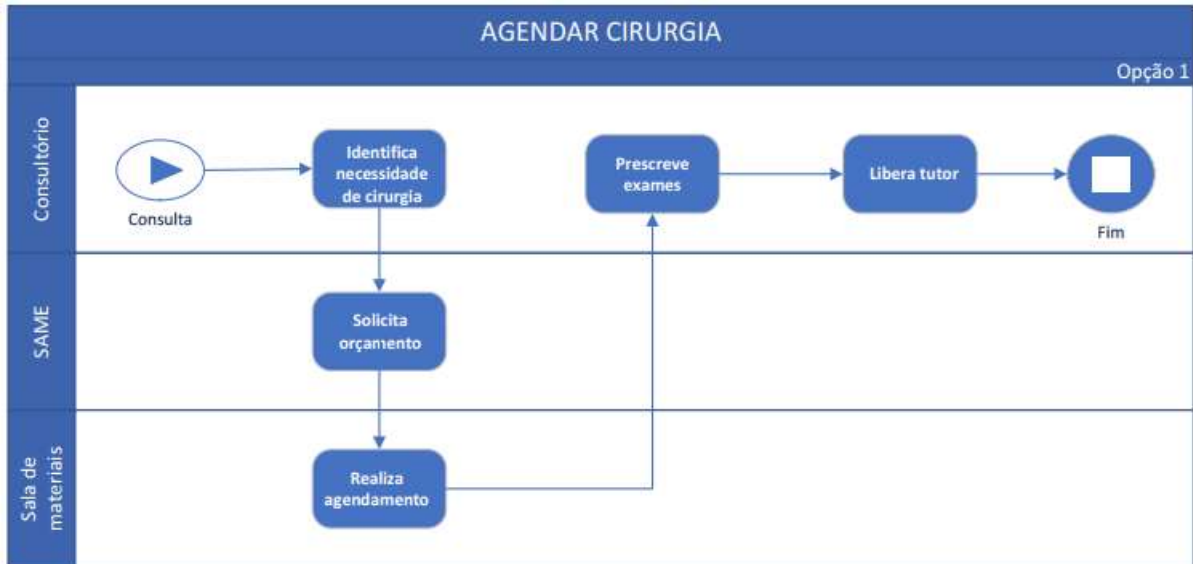 AGENDAR CIRURGIA
Opção 1
Consultório
Consulta
Identifica
necessidade
de cirurgia
Prescreve
exames
Libera tutor
Fim
SAME
Solicita
orçamento
Sala de
materiais
Realiza
agendamento